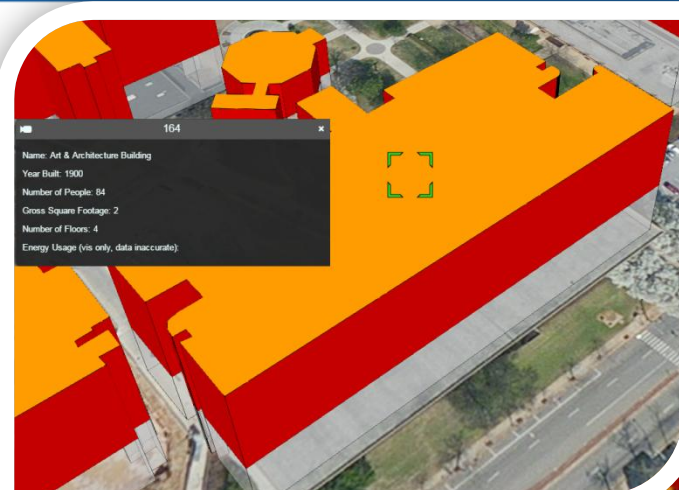 164
×
Name: Art & Architecture Building
Year Built: 1900
Number of People: 84
Gross Square Footage: 2
Number of Floors: 4
Energy Usage (vis only, data inaccurate):